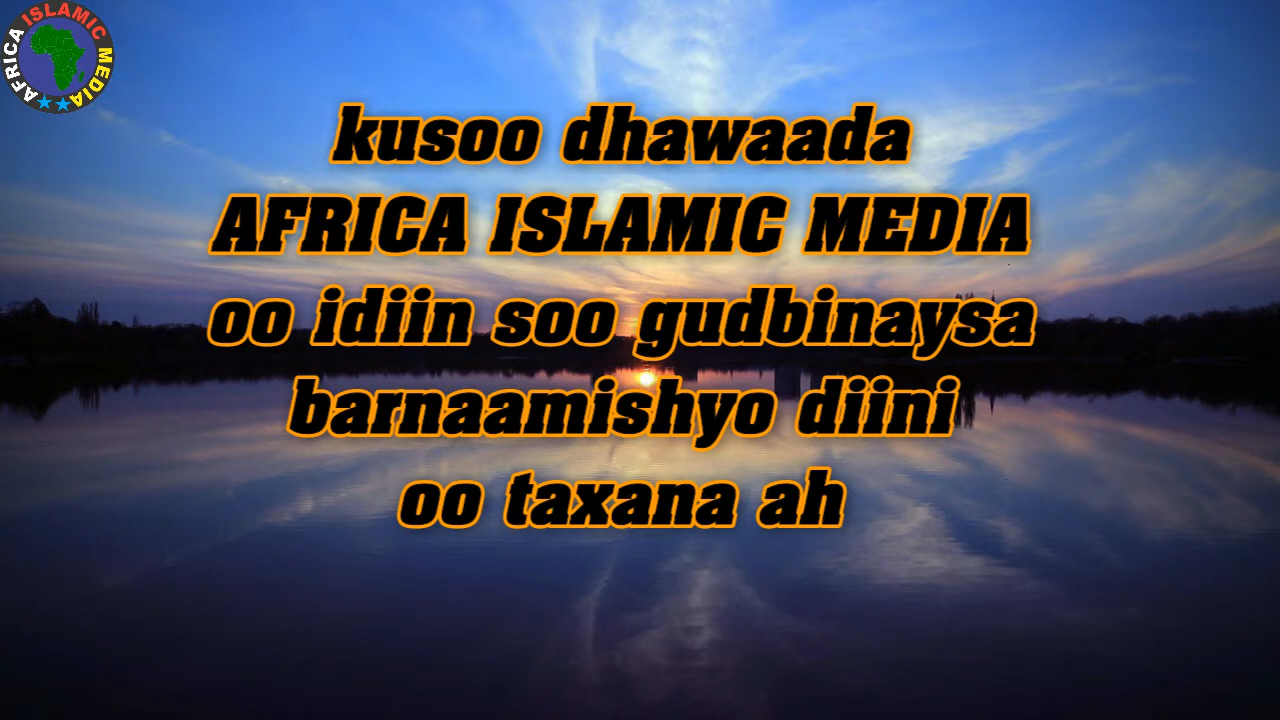 AFRICA ISLAMIC MEDIA
kusoo dhawaada
AFRICA ISLAMIC MEDIA
oo idiin soo gudbinaysa
barnaamishyo diini
oo taxana ah